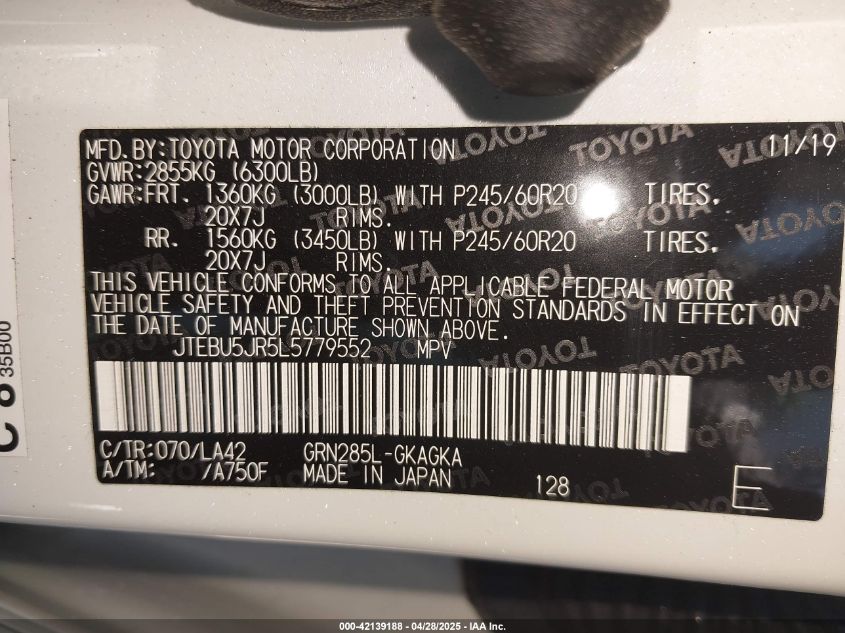 MFD.BY:TOYOTA MOTOR CORPORATION 11/19
GVWR:2855KG (6300LB)
GAWR:FRT. 1360KG (3000LB) WITH P245/60R20 TIRES.
20X7J RIMS.
RR. 1560KG (3450LB) WITH P245/60R20 TIRES.
20X7J RIMS.
THIS VEHICLE CONFORMS TO ALL APPLICABLE FEDERAL MOTOR
VEHICLE SAFETY AND THEFT PREVENTION STANDARDS IN EFFECT ON
THE DATE OF MANUFACTURE SHOWN ABOVE.
JTEBU5JR5L5779552 MPV
C/TR:070/LA42 GRN285L-GKAGKA
A/TM: /A750F MADE IN JAPAN 128 E
C 8
35B00
000-42139188 - 04/28/2025 - IAA Inc.